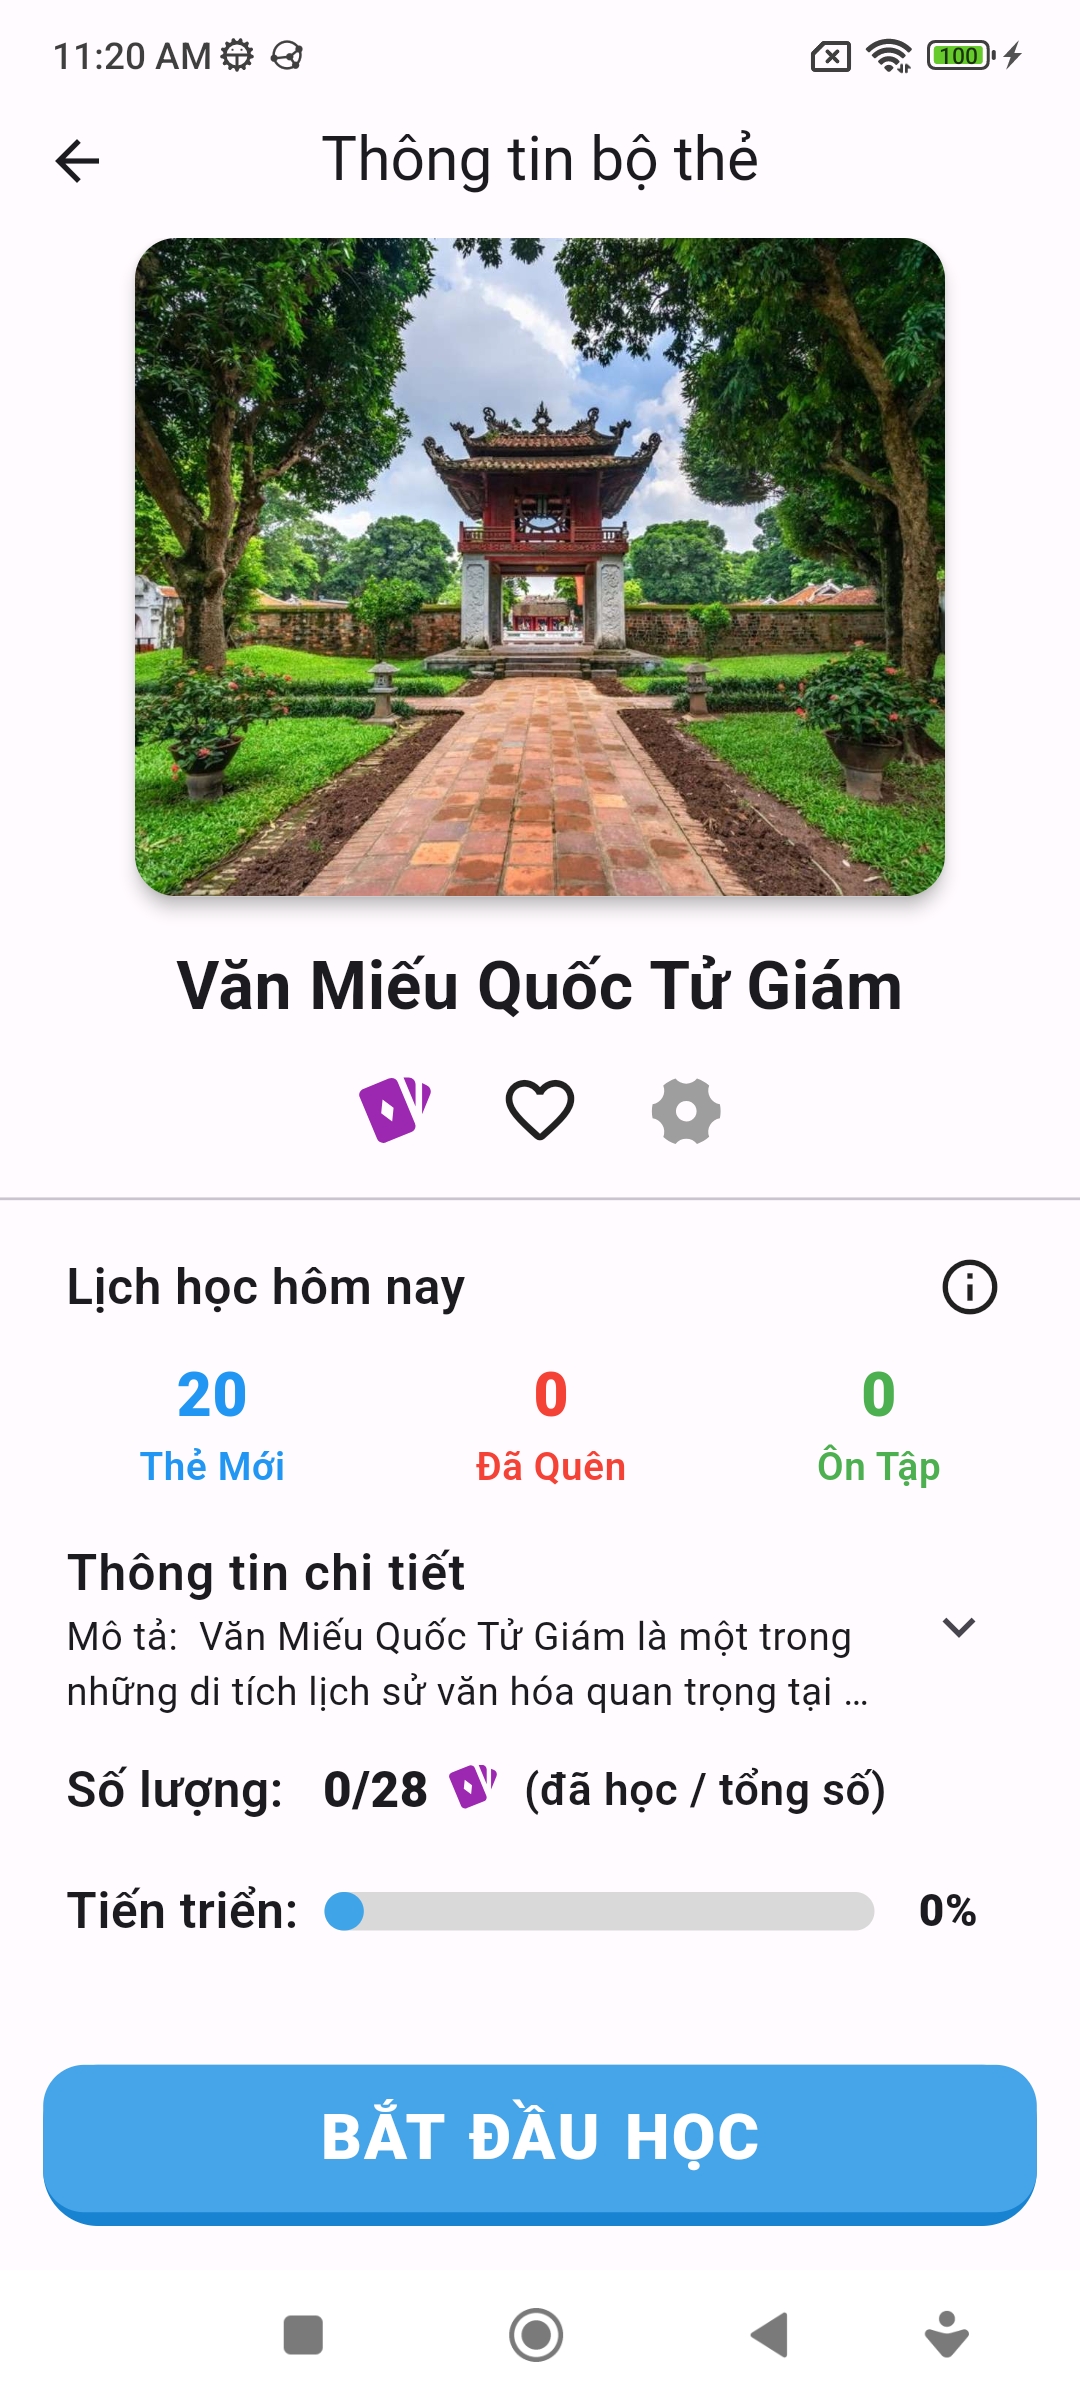 11:20 AM
100
Thông tin bộ thẻ
Văn Miếu Quốc Tử Giám
Lịch học hôm nay
20 0 0
Thẻ Mới Đã Quên Ôn Tập
Thông tin chi tiết
Mô tả: Văn Miếu Quốc Tử Giám là một trong
những di tích lịch sử văn hóa quan trọng tại ...
Số lượng: 0/28 (đã học / tổng số)
Tiến triển: 0%
BẮT ĐẦU HỌC